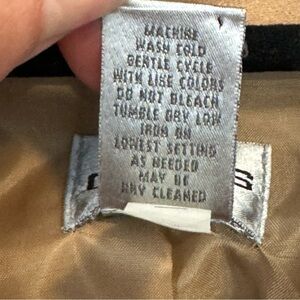 MACHINE
WASH COLD
GENTLE CYCLE
WITH LIKE COLORS
DO NOT BLEACH
TUMBLE DRY LOW
IRON ON
LOWEST SETTING
AS NEEDED
MAY BE
DRY CLEANED